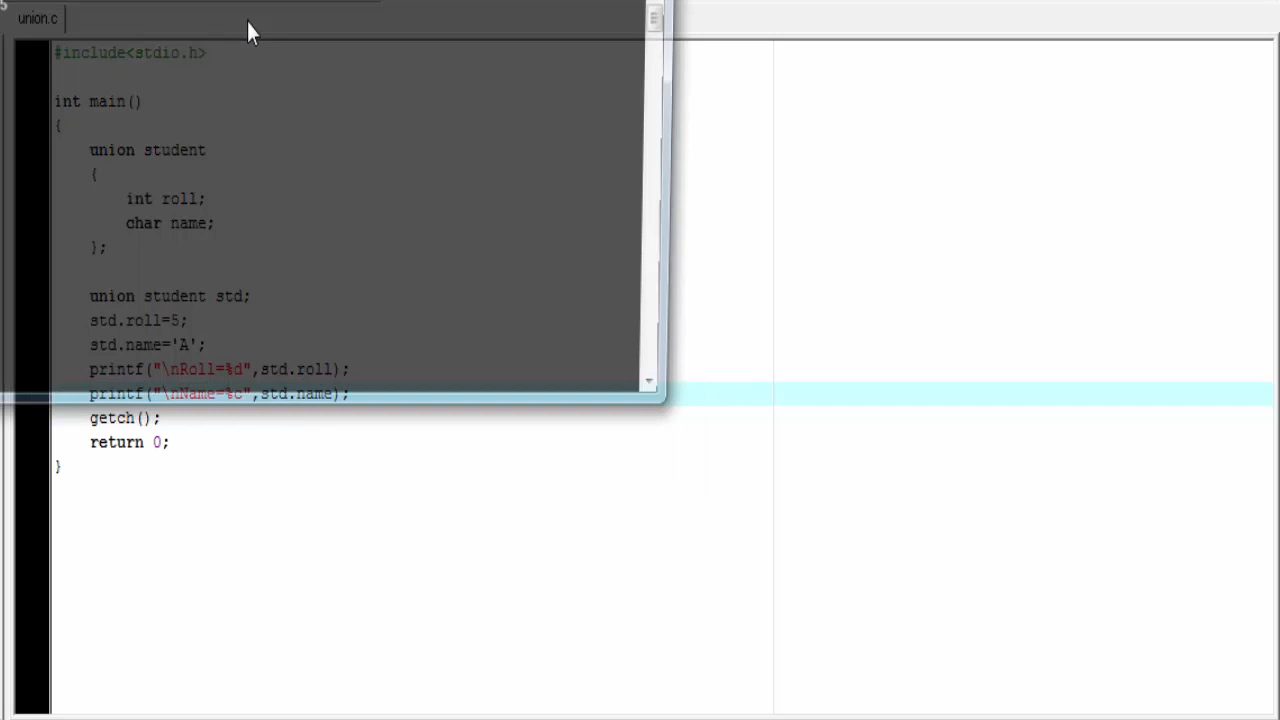 5
union.c
#include<stdio.h>
int main()
{
union student
{
int roll;
char name;
};
union student std;
std.roll=5;
std.name='A';
printf("\nRoll=%d",std.roll);
printf("\nName=%c",std.name);
getch();
return 0;
}